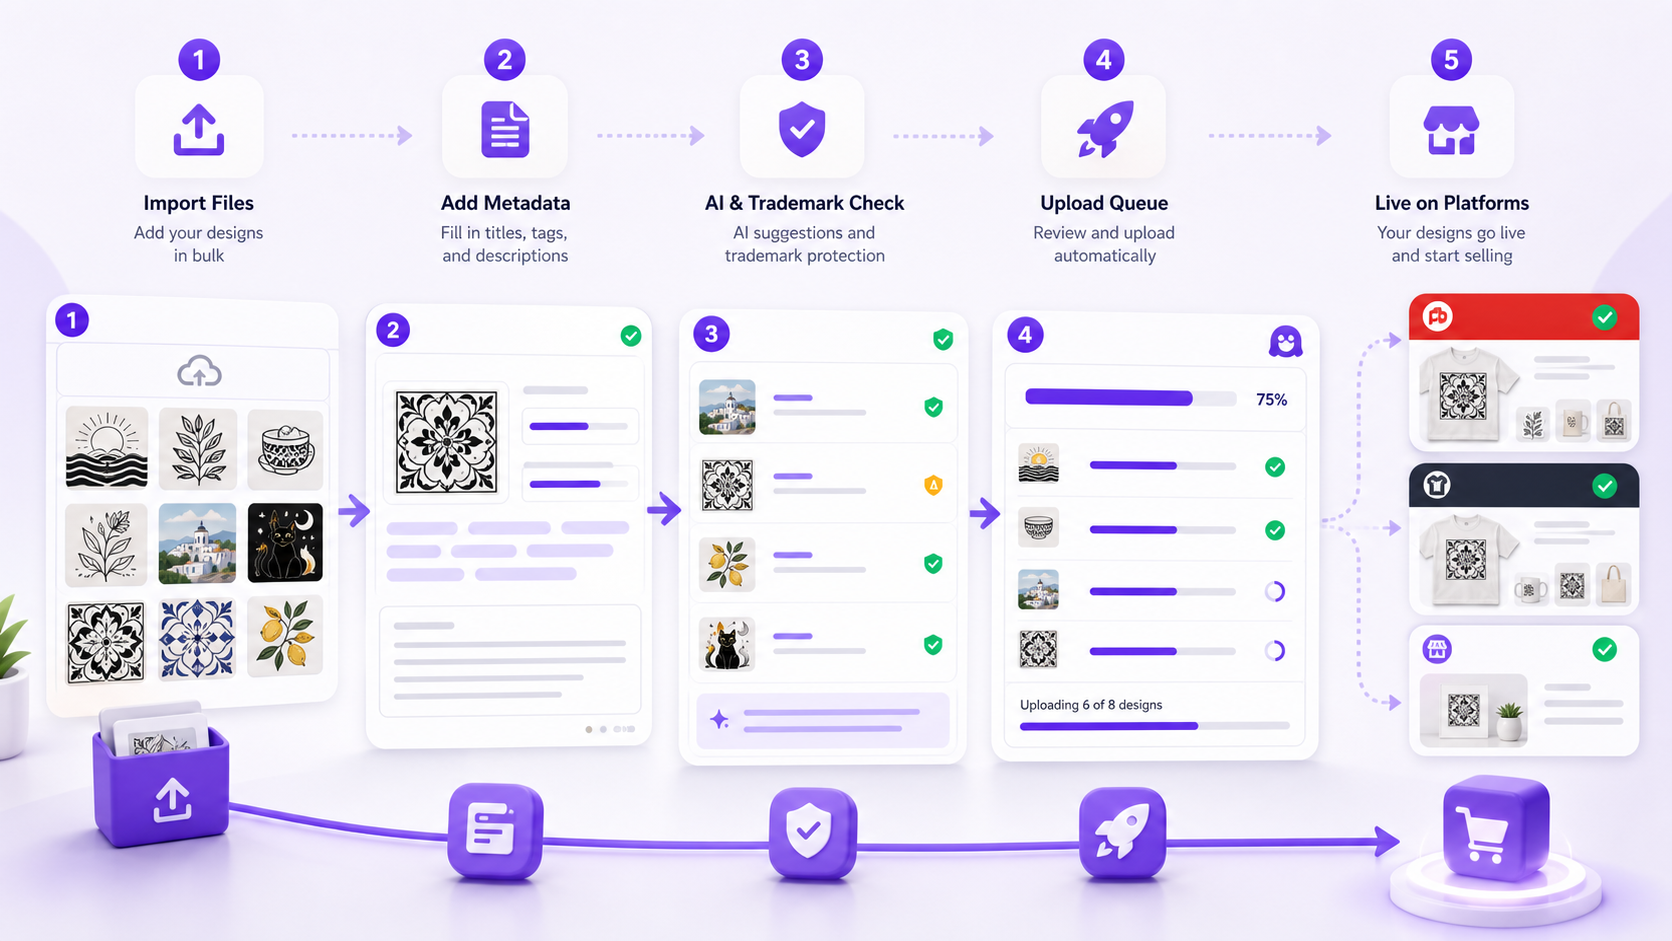 1
2
3
4
5
Import Files
Add your designs
in bulk
Add Metadata
Fill in titles, tags,
and descriptions
AI & Trademark Check
AI suggestions and
trademark protection
Upload Queue
Review and upload
automatically
Live on Platforms
Your designs go live
and start selling
1
2
3
4
75%
Uploading 6 of 8 designs